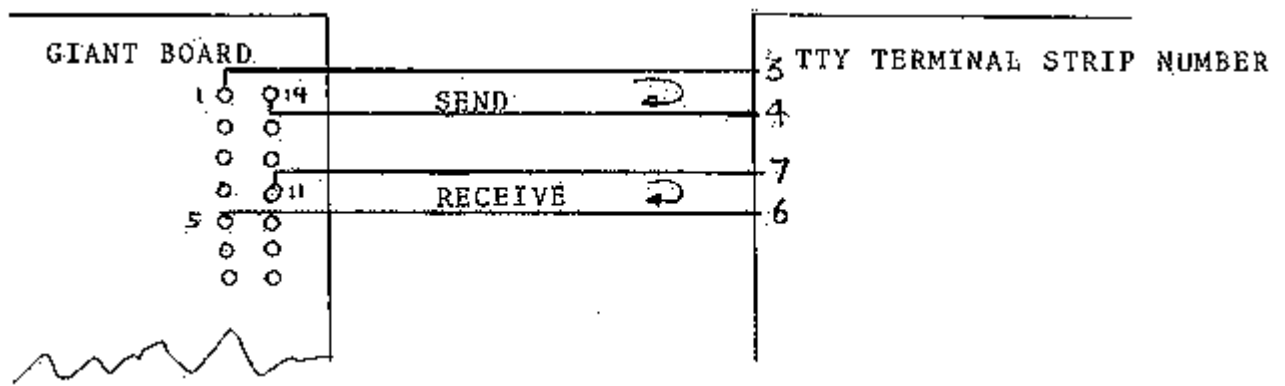 GIANT BOARD
TTY TERMINAL STRIP NUMBER
3
1
14
SEND
4
7
11
RECEIVE
5
6